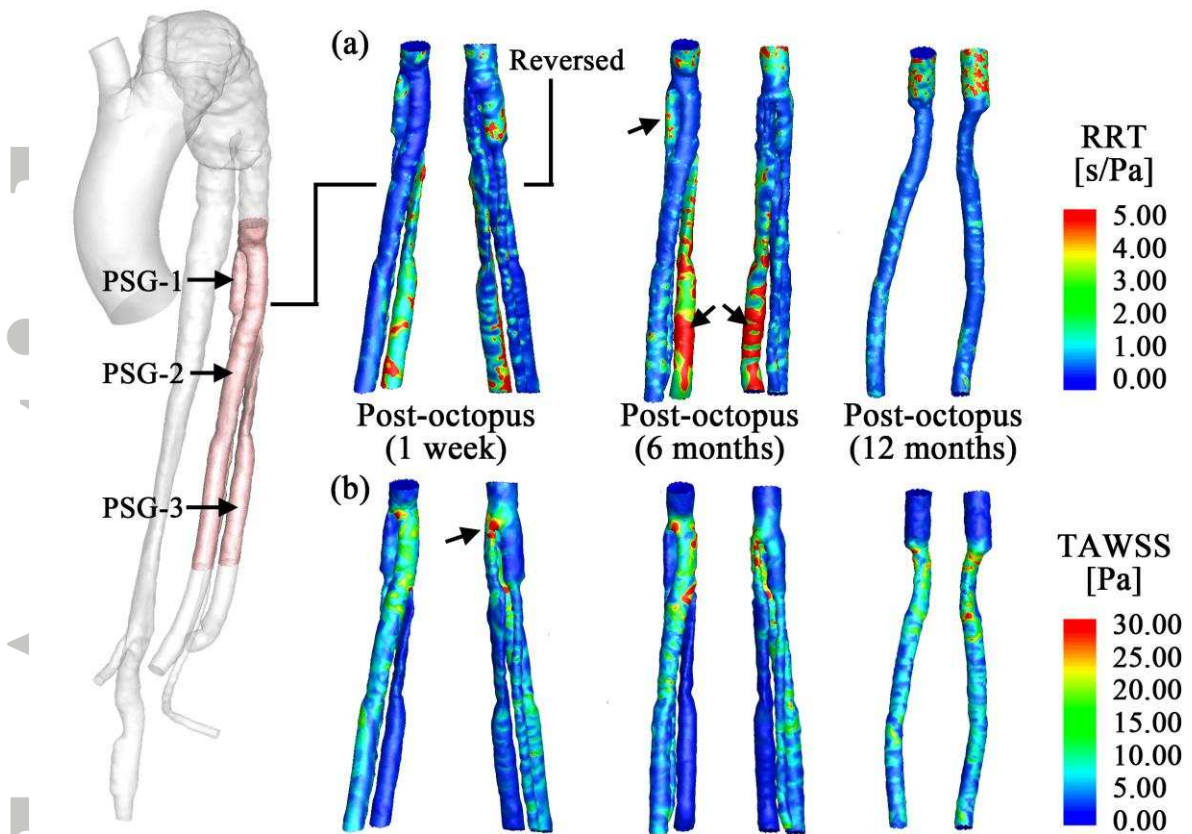 (a)
Reversed
PSG-1
PSG-2
PSG-3
RRT
[s/Pa]
5.00
4.00
3.00
2.00
1.00
0.00
Post-octopus
(1 week)
Post-octopus
(6 months)
Post-octopus
(12 months)
(b)
TAWSS
[Pa]
30.00
25.00
20.00
15.00
10.00
5.00
0.00